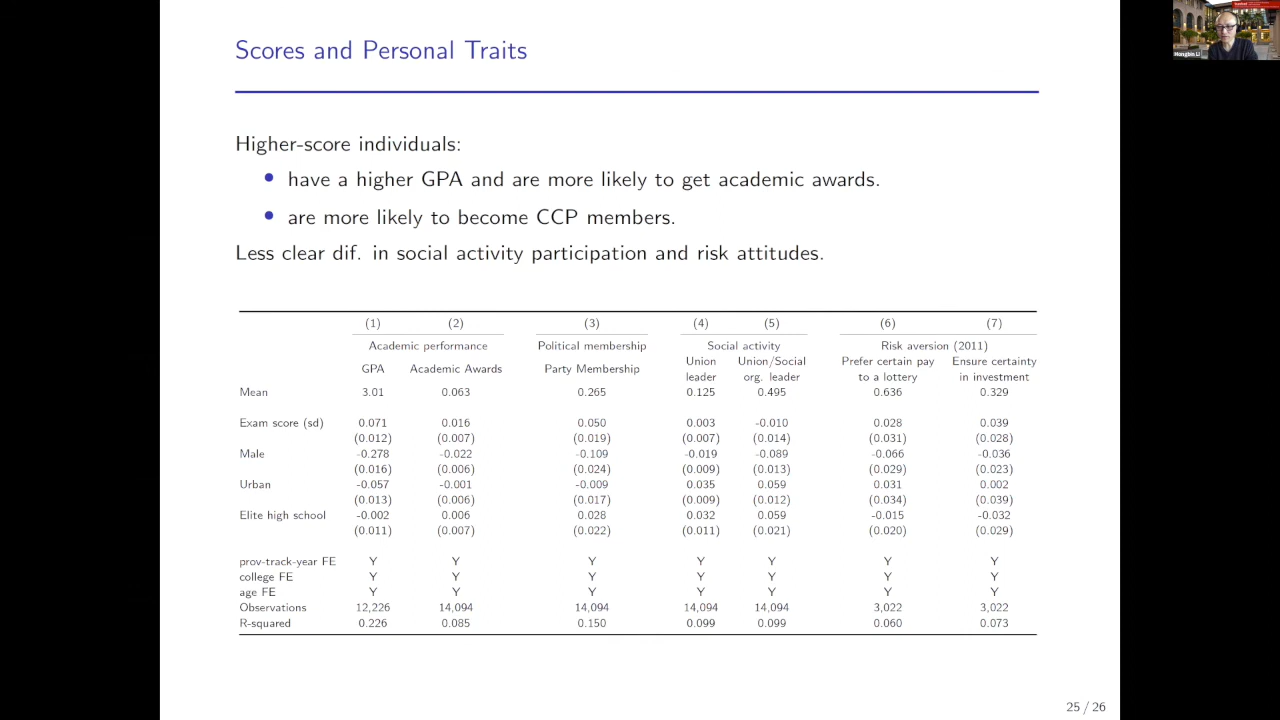 Scores and Personal Traits
Hongbin Li
Higher-score individuals:
• have a higher GPA and are more likely to get academic awards.
• are more likely to become CCP members.
Less clear dif. in social activity participation and risk attitudes.
(1) (2) (3) (4) (5) (6) (7)
Academic performance Political membership Social activity Risk aversion (2011)
GPA Academic Awards Party Membership Union leader Union/Social org. leader Prefer certain pay to a lottery Ensure certainty in investment
Mean 3.01 0.063 0.265 0.125 0.495 0.636 0.329
Exam score (sd) 0.071 0.016 0.050 0.003 -0.010 0.028 0.039
(0.012) (0.007) (0.019) (0.007) (0.014) (0.031) (0.028)
Male -0.278 -0.022 -0.109 -0.019 -0.089 -0.066 -0.036
(0.016) (0.006) (0.024) (0.009) (0.013) (0.029) (0.023)
Urban -0.057 -0.001 -0.009 0.035 0.059 0.031 0.002
(0.013) (0.006) (0.017) (0.009) (0.012) (0.034) (0.039)
Elite high school -0.002 0.006 0.028 0.032 0.059 -0.015 -0.032
(0.011) (0.007) (0.022) (0.011) (0.021) (0.020) (0.029)
prov-track-year FE Y Y Y Y Y Y Y
college FE Y Y Y Y Y Y Y
age FE Y Y Y Y Y Y Y
Observations 12,226 14,094 14,094 14,094 14,094 3,022 3,022
R-squared 0.226 0.085 0.150 0.099 0.099 0.060 0.073
25 / 26